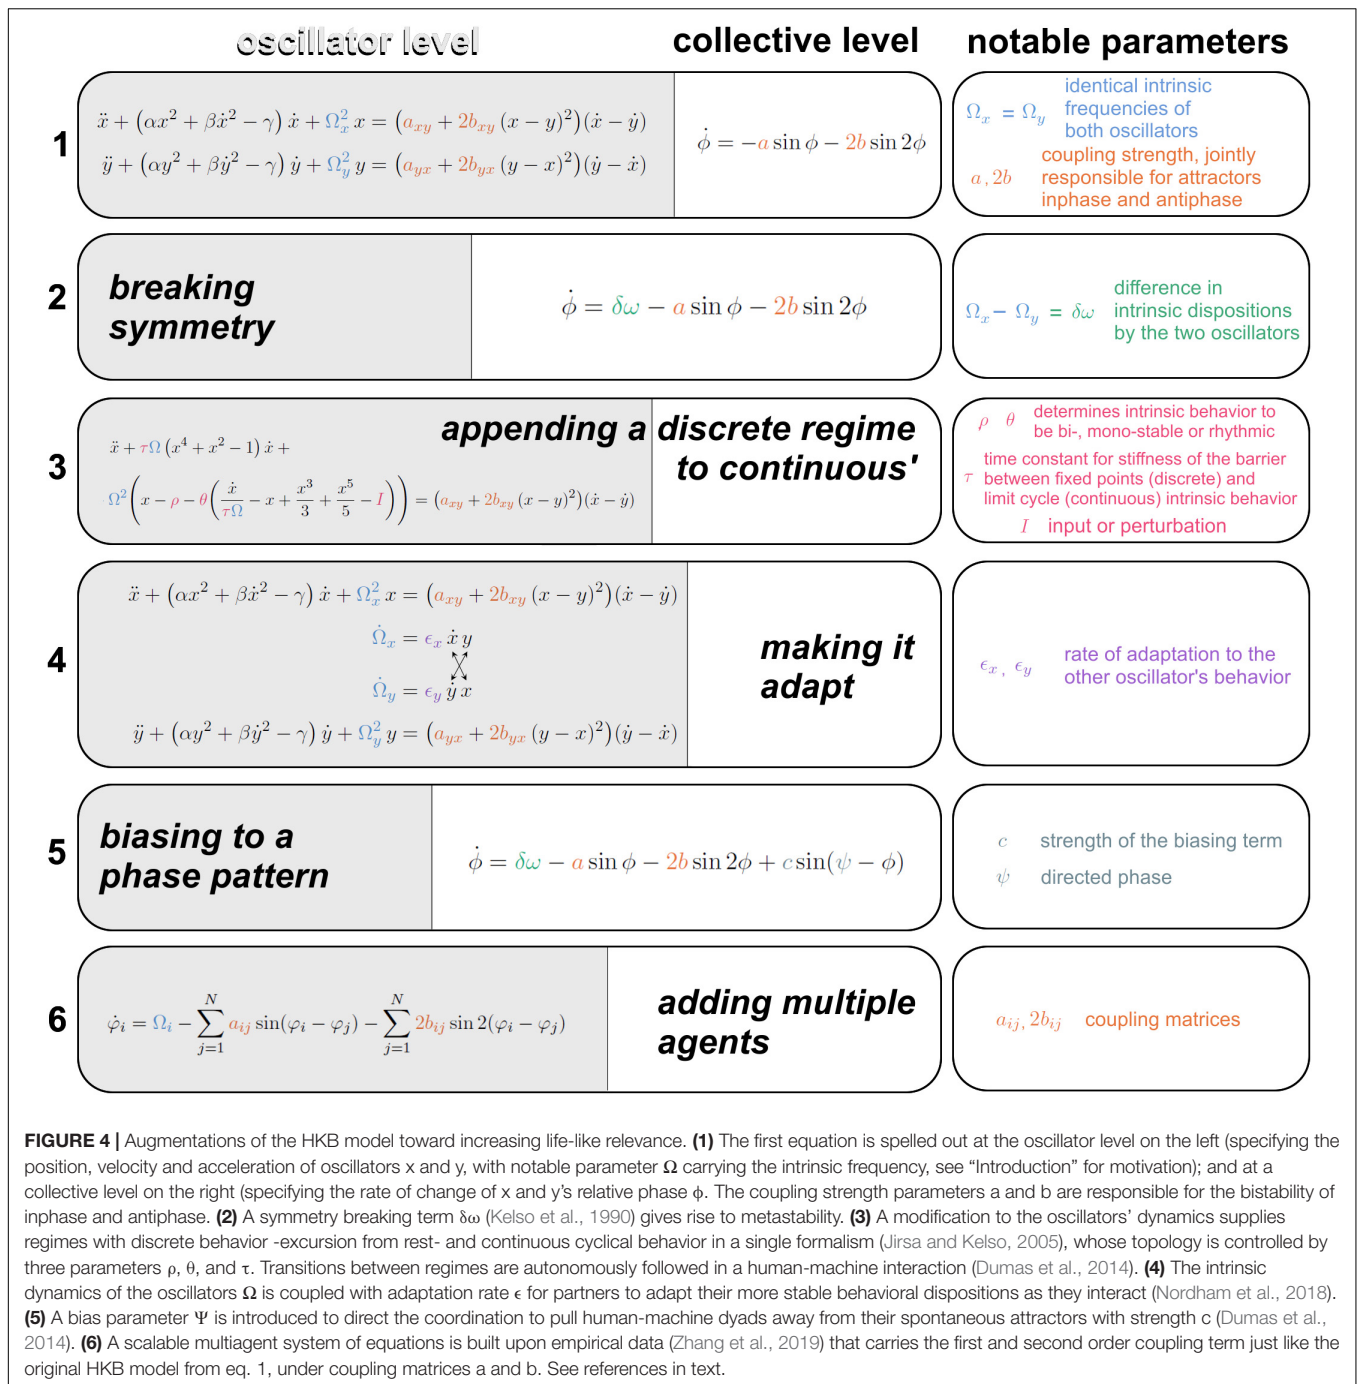 oscillator level
collective level
notable parameters
1
ẍ + (αx² + βẋ² − γ) ẋ + Ωₓ² x = (aₓᵧ + 2bₓᵧ (x − y)²)(ẋ − ẏ)
ÿ + (αy² + βẏ² − γ) ẏ + Ωᵧ² y = (aᵧₓ + 2bᵧₓ (y − x)²)(ẏ − ẋ)
ϕ̇ = −a sin ϕ − 2b sin 2ϕ
Ωₓ = Ωᵧ
identical intrinsic
frequencies of
both oscillators
a, 2b
coupling strength, jointly
responsible for attractors
inphase and antiphase
2
breaking
symmetry
ϕ̇ = δω − a sin ϕ − 2b sin 2ϕ
Ωₓ − Ωᵧ = δω
difference in
intrinsic dispositions
by the two oscillators
3
appending a discrete regime
to continuous'
ẍ + τΩ (x⁴ + x² − 1) ẋ +
Ω² (x − ρ − θ (ẋ/τΩ − x + x³/3 + x⁵/5 − I)) = (aₓᵧ + 2bₓᵧ (x − y)²)(ẋ − ẏ)
ρ θ determines intrinsic behavior to
be bi-, mono-stable or rhythmic
time constant for stiffness of the barrier
τ between fixed points (discrete) and
limit cycle (continuous) intrinsic behavior
I input or perturbation
4
ẍ + (αx² + βẋ² − γ) ẋ + Ωₓ² x = (aₓᵧ + 2bₓᵧ (x − y)²)(ẋ − ẏ)
Ω̇ₓ = ϵₓ ẋ y
Ω̇ᵧ = ϵᵧ ẏ x
ÿ + (αy² + βẏ² − γ) ẏ + Ωᵧ² y = (aᵧₓ + 2bᵧₓ (y − x)²)(ẏ − ẋ)
making it
adapt
ϵₓ, ϵᵧ
rate of adaptation to the
other oscillator's behavior
5
biasing to a
phase pattern
ϕ̇ = δω − a sin ϕ − 2b sin 2ϕ + c sin(ψ − ϕ)
c strength of the biasing term
ψ directed phase
6
φ̇ᵢ = Ωᵢ − ∑ⱼ₌₁ᴺ aᵢⱼ sin(φᵢ − φⱼ) − ∑ⱼ₌₁ᴺ 2bᵢⱼ sin 2(φᵢ − φⱼ)
adding multiple
agents
aᵢⱼ, 2bᵢⱼ coupling matrices
FIGURE 4 | Augmentations of the HKB model toward increasing life-like relevance. (1) The first equation is spelled out at the oscillator level on the left (specifying the
position, velocity and acceleration of oscillators x and y, with notable parameter Ω carrying the intrinsic frequency, see “Introduction” for motivation); and at a
collective level on the right (specifying the rate of change of x and y’s relative phase ϕ. The coupling strength parameters a and b are responsible for the bistability of
inphase and antiphase. (2) A symmetry breaking term δω (Kelso et al., 1990) gives rise to metastability. (3) A modification to the oscillators’ dynamics supplies
regimes with discrete behavior -excursion from rest- and continuous cyclical behavior in a single formalism (Jirsa and Kelso, 2005), whose topology is controlled by
three parameters ρ, θ, and τ. Transitions between regimes are autonomously followed in a human-machine interaction (Dumas et al., 2014). (4) The intrinsic
dynamics of the oscillators Ω is coupled with adaptation rate ϵ for partners to adapt their more stable behavioral dispositions as they interact (Nordham et al., 2018).
(5) A bias parameter Ψ is introduced to direct the coordination to pull human-machine dyads away from their spontaneous attractors with strength c (Dumas et al.,
2014). (6) A scalable multiagent system of equations is built upon empirical data (Zhang et al., 2019) that carries the first and second order coupling term just like the
original HKB model from eq. 1, under coupling matrices a and b. See references in text.